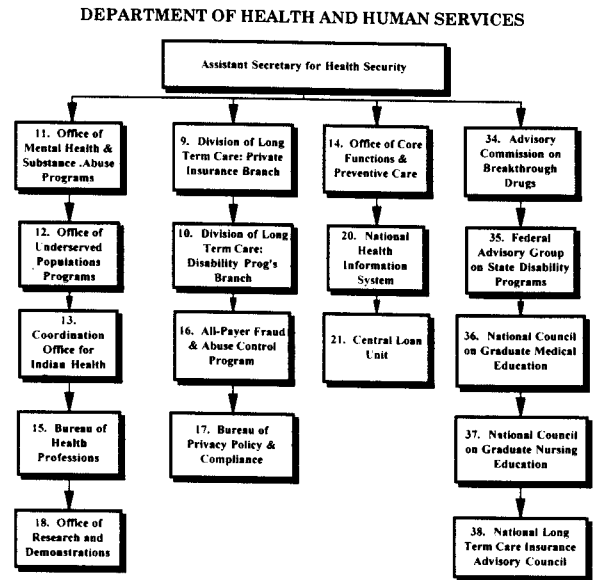 DEPARTMENT OF HEALTH AND HUMAN SERVICES
Assistant Secretary for Health Security
11. Office of
Mental Health &
Substance .Abuse
Programs
12. Office of
Underserved
Populations
Programs
13.
Coordination
Office for
Indian Health
15. Bureau of
Health
Professions
18. Office of
Research and
Demonstrations
9. Division of Long
Term Care: Private
Insurance Branch
10. Division of Long
Term Care:
Disability Prog's
Branch
16. All-Payer Fraud
& Abuse Control
Program
17. Bureau of
Privacy Policy &
Compliance
14. Office of Core
Functions &
Preventive Care
20. National
Health
Information
System
21. Central Loan
Unit
34. Advisory
Commission on
Breakthrough
Drugs
35. Federal
Advisory Group
on State Disability
Programs
36. National Council
on Graduate Medical
Education
37. National Council
on Graduate Nursing
Education
38. National Long
Term Care Insurance
Advisory Council